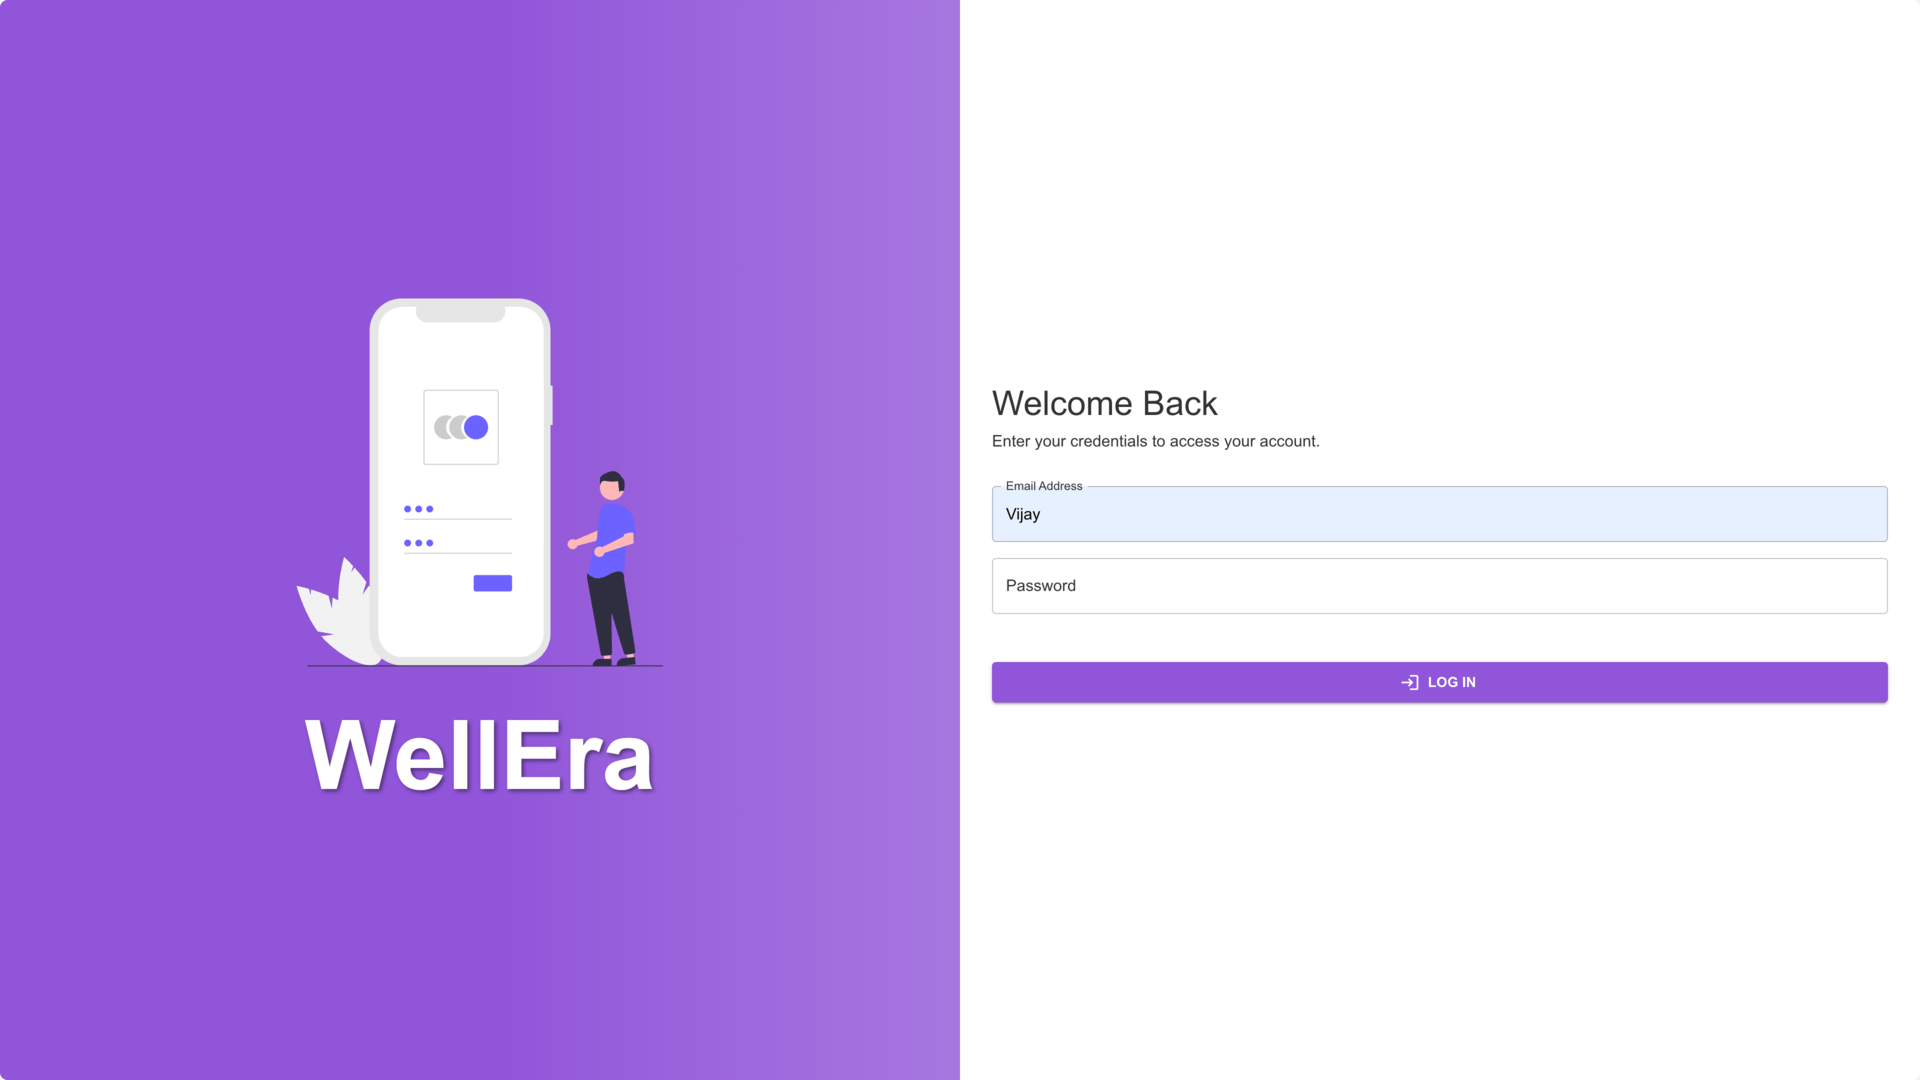 WellEra
Welcome Back
Enter your credentials to access your account.
Email Address
Vijay
Password
LOG IN